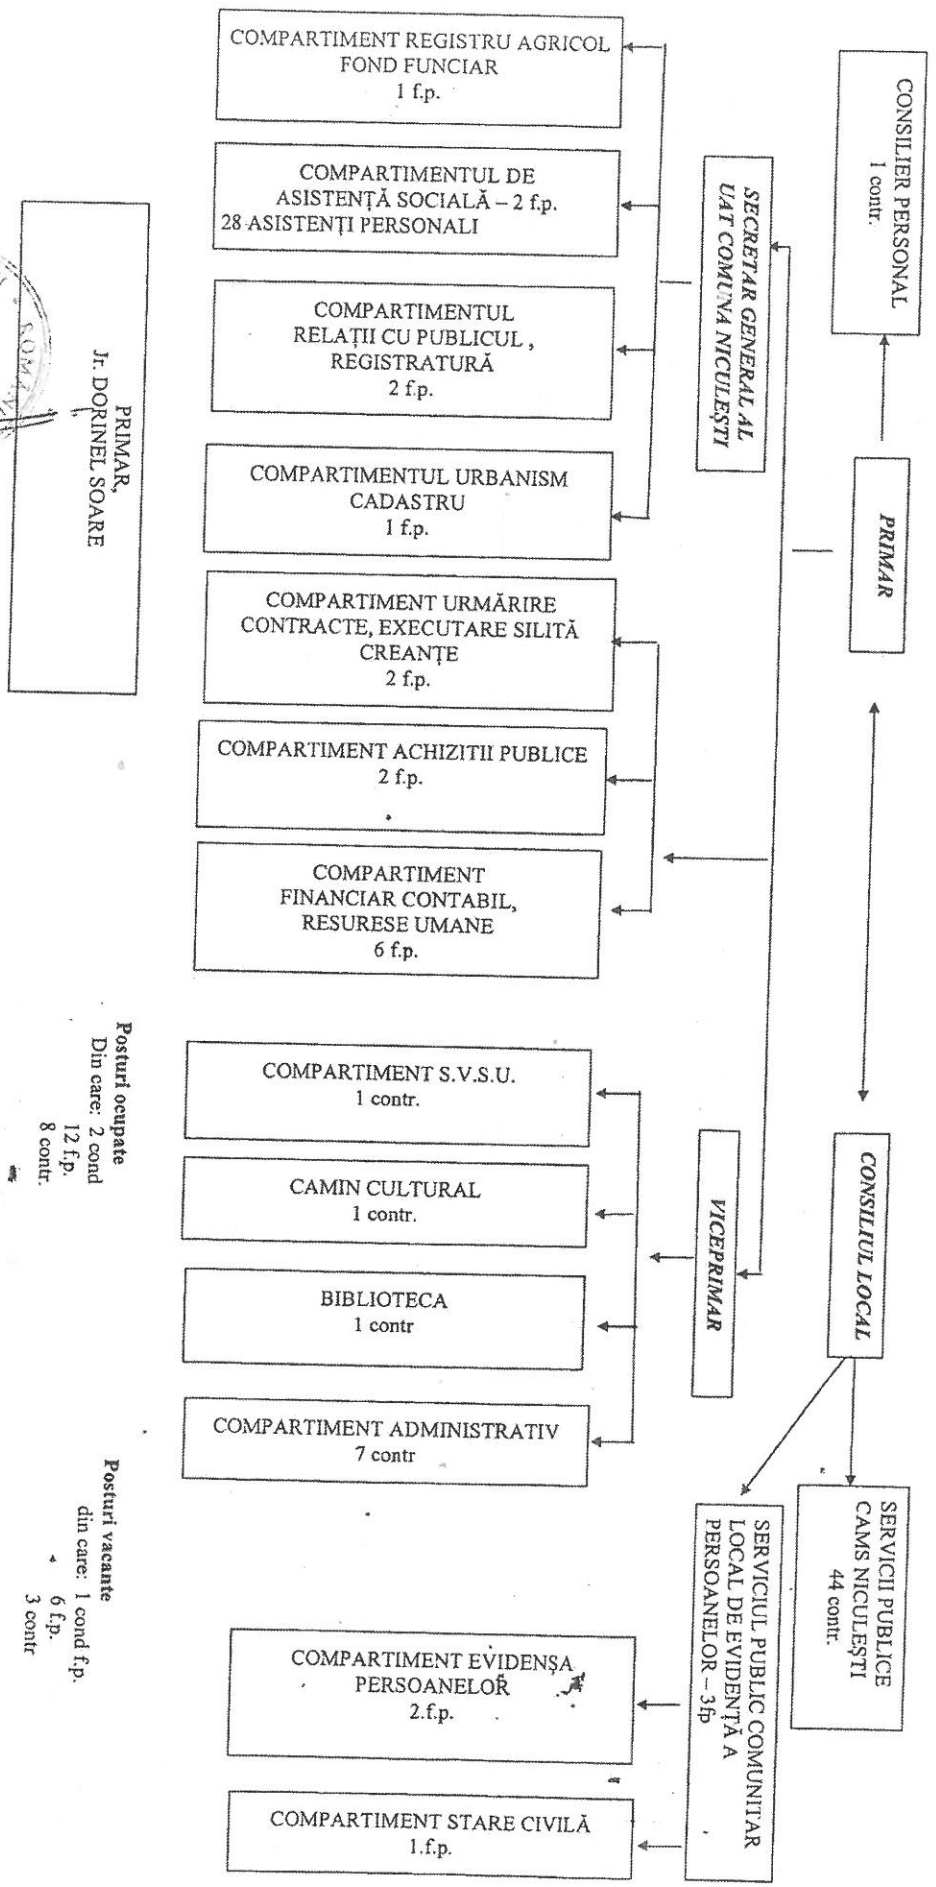 CONSILIER PERSONAL
1 contr.
PRIMAR
CONSILIUL LOCAL
SERVICII PUBLICE
CAMS NICULEȘTI
44 contr.
SECRETAR GENERAL AL
UAT COMUNA NICULEȘTI
VICEPRIMAR
SERVICIUL PUBLIC COMUNITAR
LOCAL DE EVIDENȚĂ A
PERSOANELOR – 3fp
COMPARTIMENT REGISTRU AGRICOL
FOND FUNCIAR
1 f.p.
COMPARTIMENTUL DE
ASISTENȚĂ SOCIALĂ – 2 f.p.
28 ASISTENȚI PERSONALI
COMPARTIMENTUL
RELAȚII CU PUBLICUL ,
REGISTRATURĂ
2 f.p.
COMPARTIMENTUL URBANISM
CADASTRU
1 f.p.
COMPARTIMENT URMĂRIRE
CONTRACTE, EXECUTARE SILITĂ
CREANȚE
2 f.p.
COMPARTIMENT ACHIZITII PUBLICE
2 f.p.
COMPARTIMENT
FINANCIAR CONTABIL,
RESURESE UMANE
6 f.p.
COMPARTIMENT S.V.S.U.
1 contr.
CAMIN CULTURAL
1 contr.
BIBLIOTECA
1 contr
COMPARTIMENT ADMINISTRATIV
7 contr
COMPARTIMENT EVIDENȘA
PERSOANELOR
2.f.p.
COMPARTIMENT STARE CIVILĂ
1.f.p.
PRIMAR,
Jr. DORINEL SOARE
Posturi ocupate
Din care: 2 cond
12 f.p.
8 contr.
Posturi vacante
din care: 1 cond f.p.
6 f.p.
3 contr